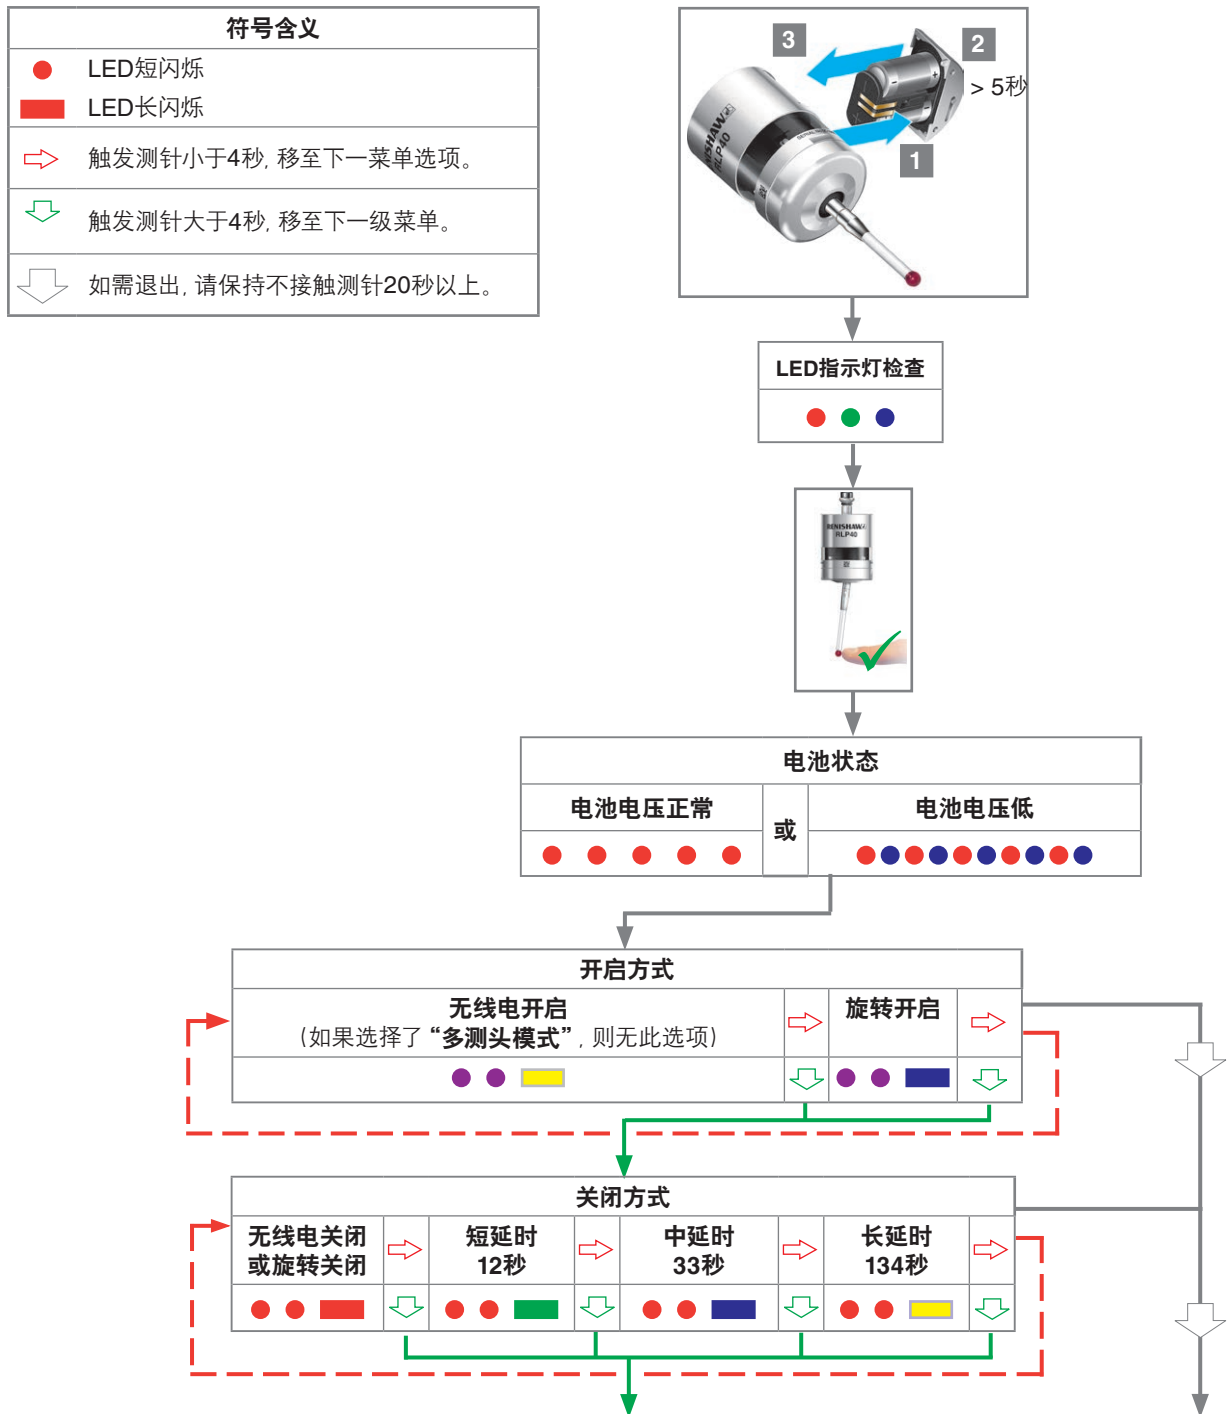 符号含义
LED短闪烁
LED长闪烁
触发测针小于4秒, 移至下一菜单选项。
触发测针大于4秒, 移至下一级菜单。
如需退出, 请保持不接触测针20秒以上。
3
2
> 5秒
1
RENISHAW
RLP40
LED指示灯检查
RENISHAW
RLP40
电池状态
电池电压正常
或
电池电压低
开启方式
无线电开启
(如果选择了 “多测头模式”, 则无此选项)
旋转开启
关闭方式
无线电关闭
或旋转关闭
短延时
12秒
中延时
33秒
长延时
134秒